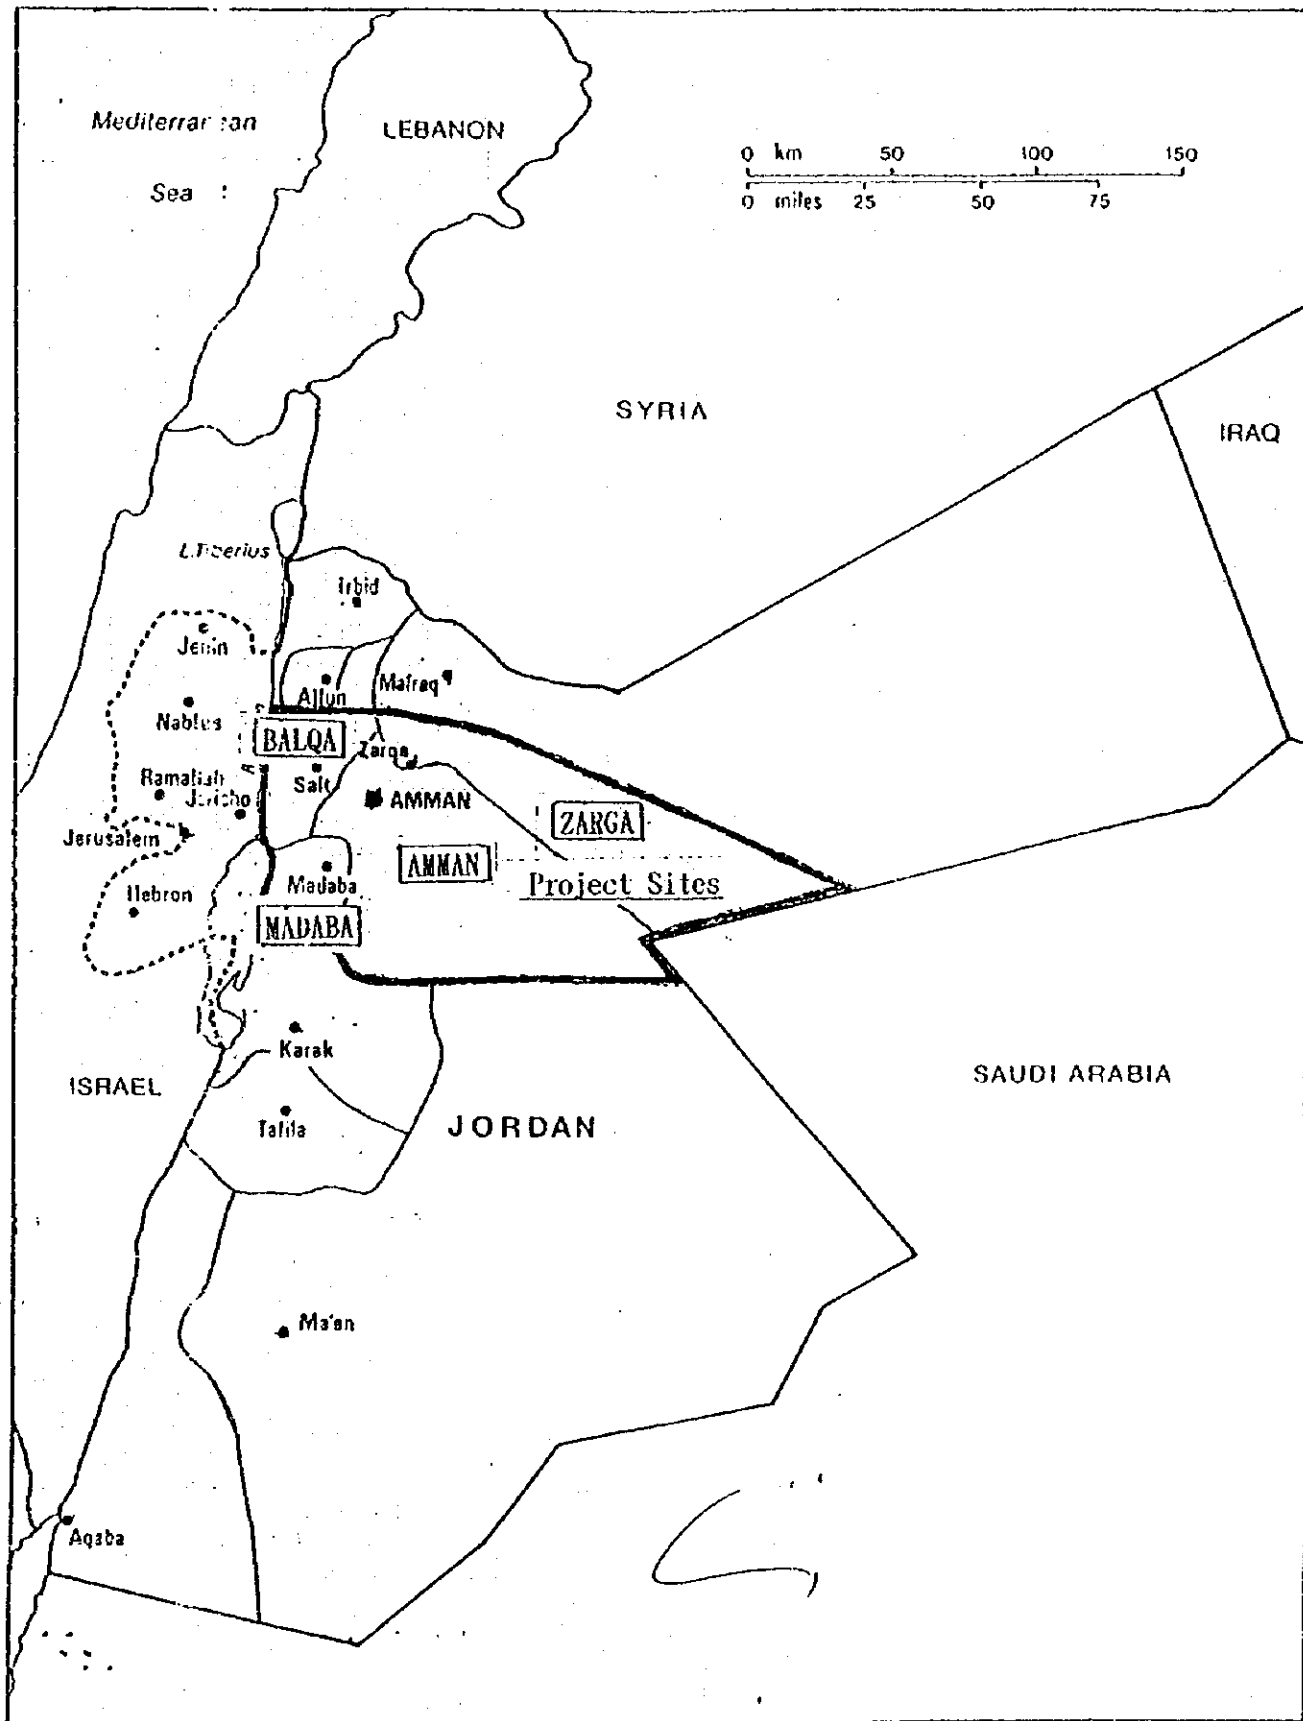 Mediterranean
LEBANON
Sea
0 km 50 100 150
0 miles 25 50 75
SYRIA
IRAQ
L.Tiberius
Irbid
Jenin
Ajlun
Mafraq
Nablus
BALQA
Zarqa
Ramallah
Salt
Jericho
AMMAN
ZARGA
Jerusalem
AMMAN
Madaba
Project Sites
Hebron
MADABA
Karak
ISRAEL
SAUDI ARABIA
Tafila
JORDAN
Ma'an
Aqaba